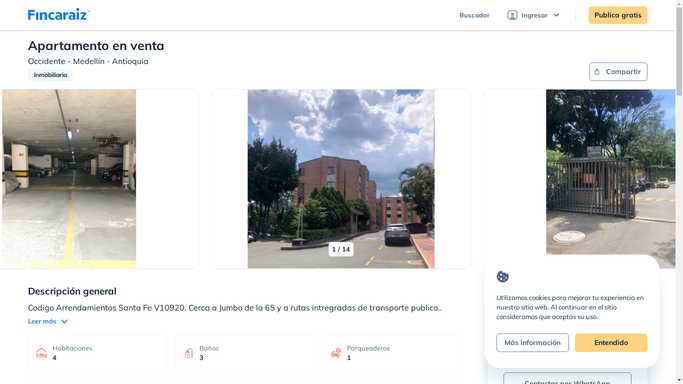 Fincaraiz
Buscador
Ingresar
Publica gratis
Apartamento en venta
Occidente - Medellín - Antioquia
Inmobiliaria
Compartir
1 / 14
Descripción general
Codigo Arrendamientos Santa Fe V10920. Cerca a Jumbo de la 65 y a rutas intregradas de transporte publico..
Leer más
Habitaciones
4
Baños
3
Parqueaderos
1
Utilizamos cookies para mejorar tu experiencia en
nuestro sitio web. Al continuar en el sitio
consideramos que aceptas su uso.
Más información
Entendido
Contactar por WhatsApp